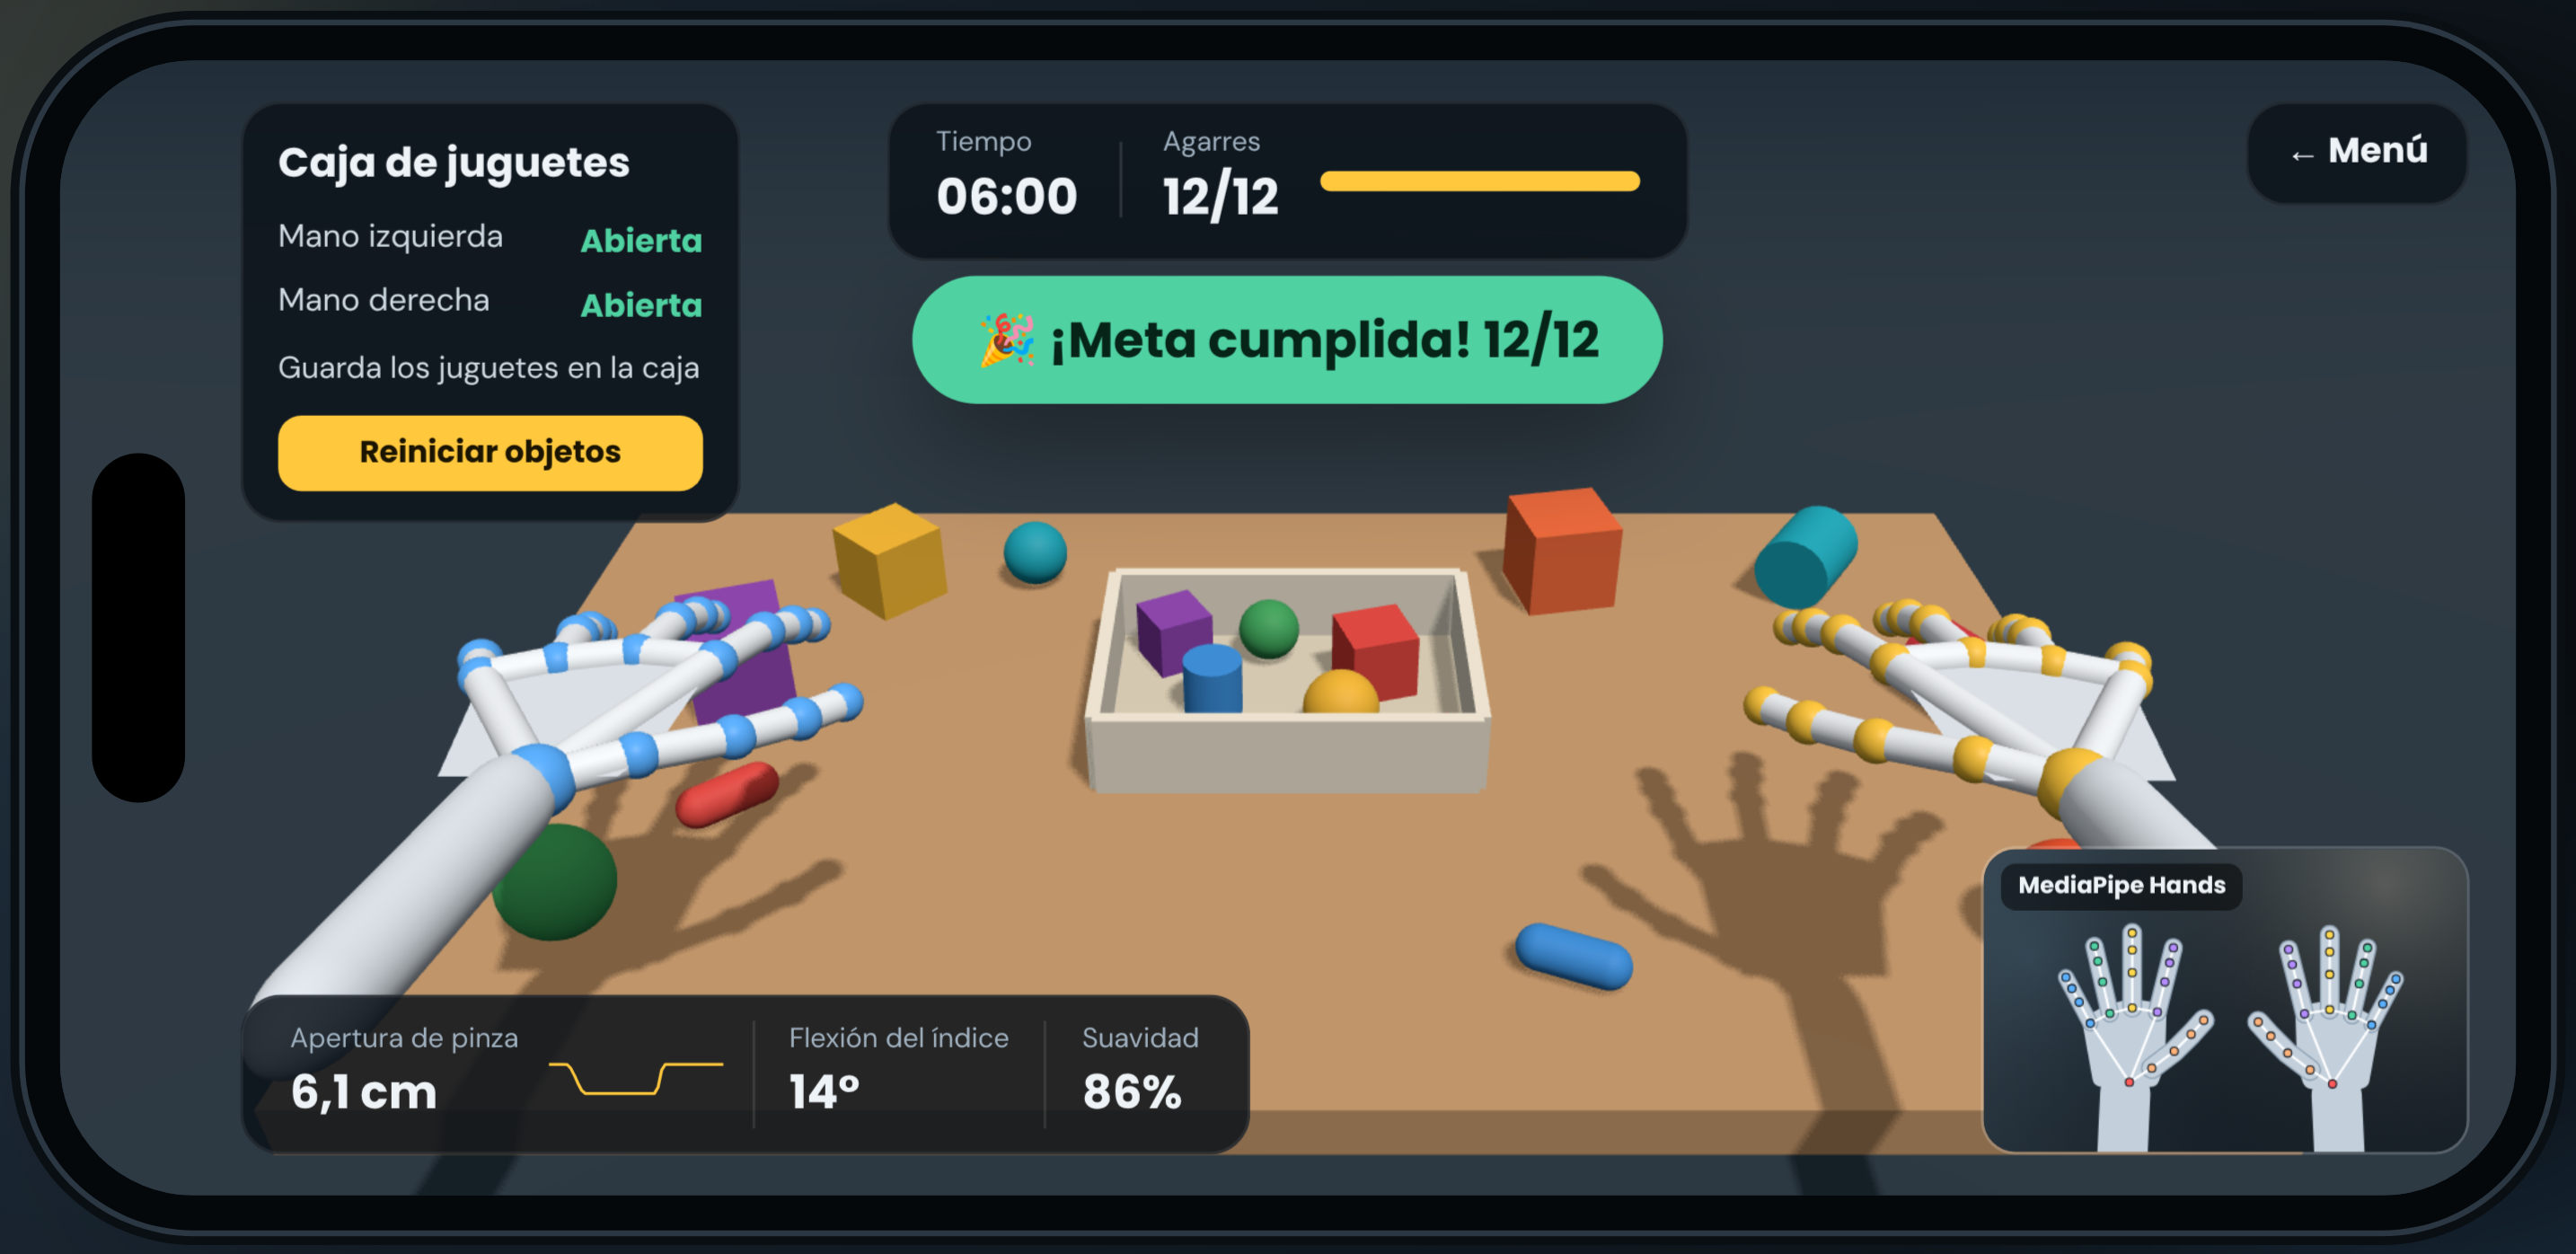 Caja de juguetes
Mano izquierda Abierta
Mano derecha Abierta
Guarda los juguetes en la caja
Reiniciar objetos
Tiempo Agarres
06:00 12/12
🎉 ¡Meta cumplida! 12/12
← Menú
MediaPipe Hands
Apertura de pinza Flexión del índice Suavidad
6,1 cm 14° 86%